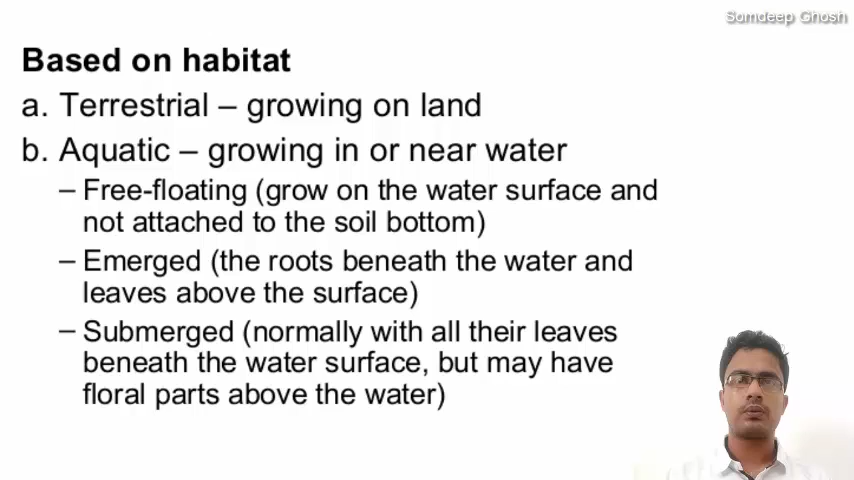 Somdeep Ghosh
Based on habitat
a. Terrestrial – growing on land
b. Aquatic – growing in or near water
– Free-floating (grow on the water surface and
not attached to the soil bottom)
– Emerged (the roots beneath the water and
leaves above the surface)
– Submerged (normally with all their leaves
beneath the water surface, but may have
floral parts above the water)